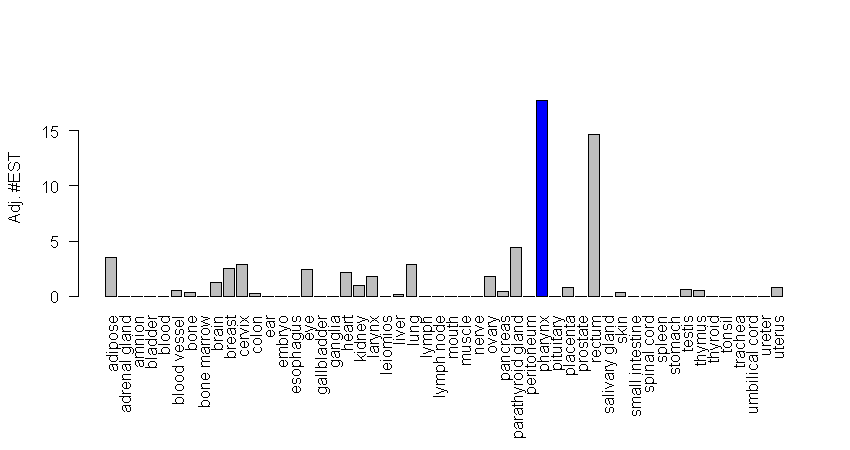 Adj. #EST
15
10
5
0
adipose
adrenal gland
amnion
bladder
blood
blood vessel
bone
bone marrow
brain
breast
cervix
colon
ear
embryo
esophagus
eye
gallbladder
ganglia
heart
kidney
larynx
leiomios
liver
lung
lymph
lymph node
mouth
muscle
nerve
ovary
pancreas
parathyroid gland
peritoneum
pharynx
pituitary
placenta
prostate
rectum
salivary gland
skin
small intestine
spinal cord
spleen
stomach
testis
thymus
thyroid
tonsil
trachea
umbilical cord
ureter
uterus